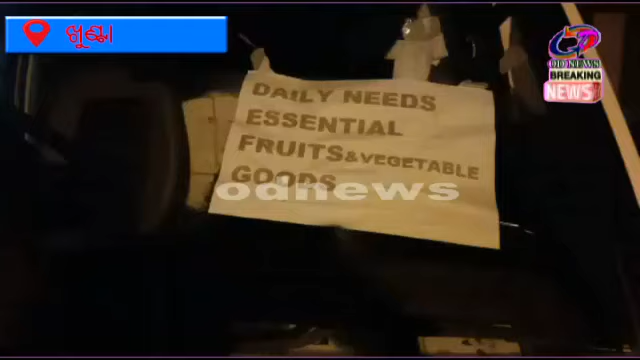 ଖୁଣ୍ଟା
OD NEWS
BREAKING
NEWS
DAILY NEEDS
ESSENTIAL
FRUITS & VEGETABLE
GOODS
odnews